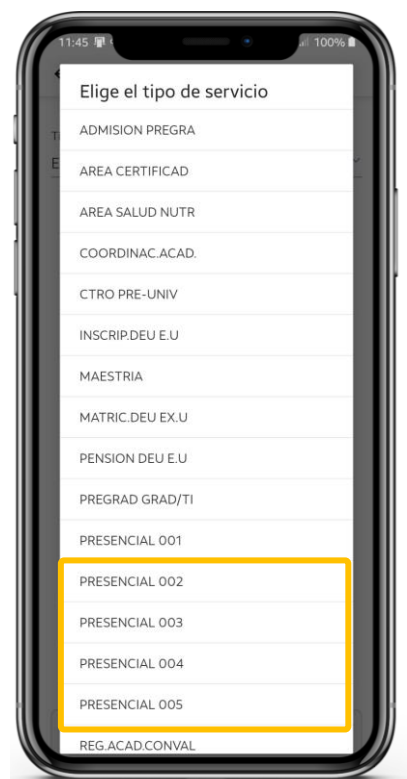 11:45
100%
Elige el tipo de servicio
ADMISION PREGRA
AREA CERTIFICAD
AREA SALUD NUTR
COORDINAC.ACAD.
CTRO PRE-UNIV
INSCRIP.DEU E.U
MAESTRIA
MATRIC.DEU EX.U
PENSION DEU E.U
PREGRAD GRAD/TI
PRESENCIAL 001
PRESENCIAL 002
PRESENCIAL 003
PRESENCIAL 004
PRESENCIAL 005
REG.ACAD.CONVAL